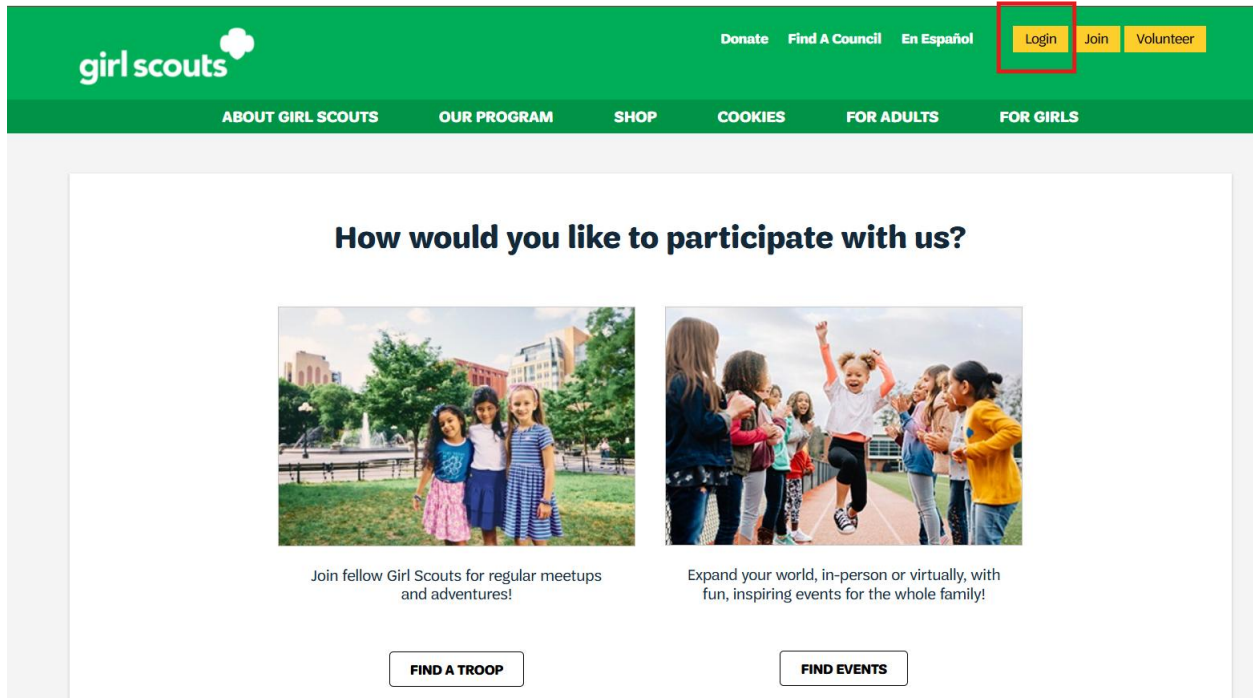 girl scouts
Donate Find A Council En Español Login Join Volunteer
ABOUT GIRL SCOUTS OUR PROGRAM SHOP COOKIES FOR ADULTS FOR GIRLS
How would you like to participate with us?
Join fellow Girl Scouts for regular meetups
and adventures!
FIND A TROOP
Expand your world, in-person or virtually, with
fun, inspiring events for the whole family!
FIND EVENTS